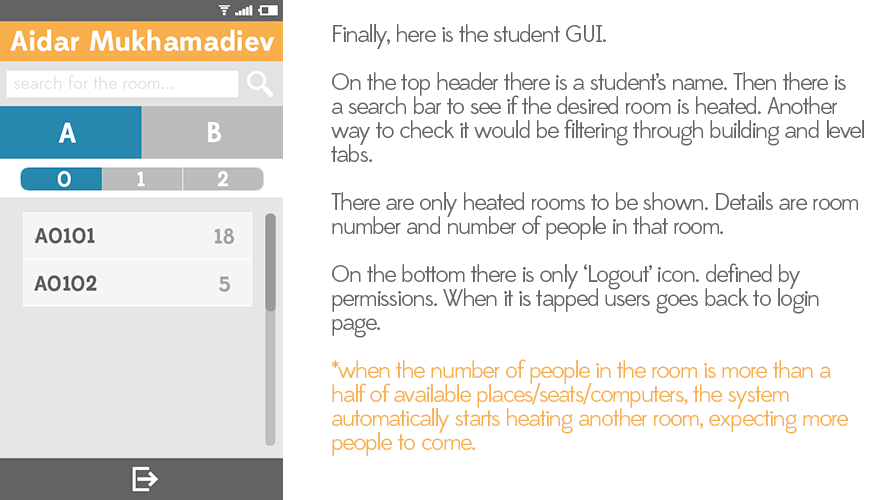 Aidar Mukhamadiev
search for the room...
A
B
0
1
2
A0101
18
A0102
5
Finally, here is the student GUI.
On the top header there is a student's name. Then there is
a search bar to see if the desired room is heated. Another
way to check it would be filtering through building and level
tabs.
There are only heated rooms to be shown. Details are room
number and number of people in that room.
On the bottom there is only 'Logout' icon. defined by
permissions. When it is tapped users goes back to login
page.
*when the number of people in the room is more than a
half of available places/seats/computers, the system
automatically starts heating another room, expecting more
people to come.